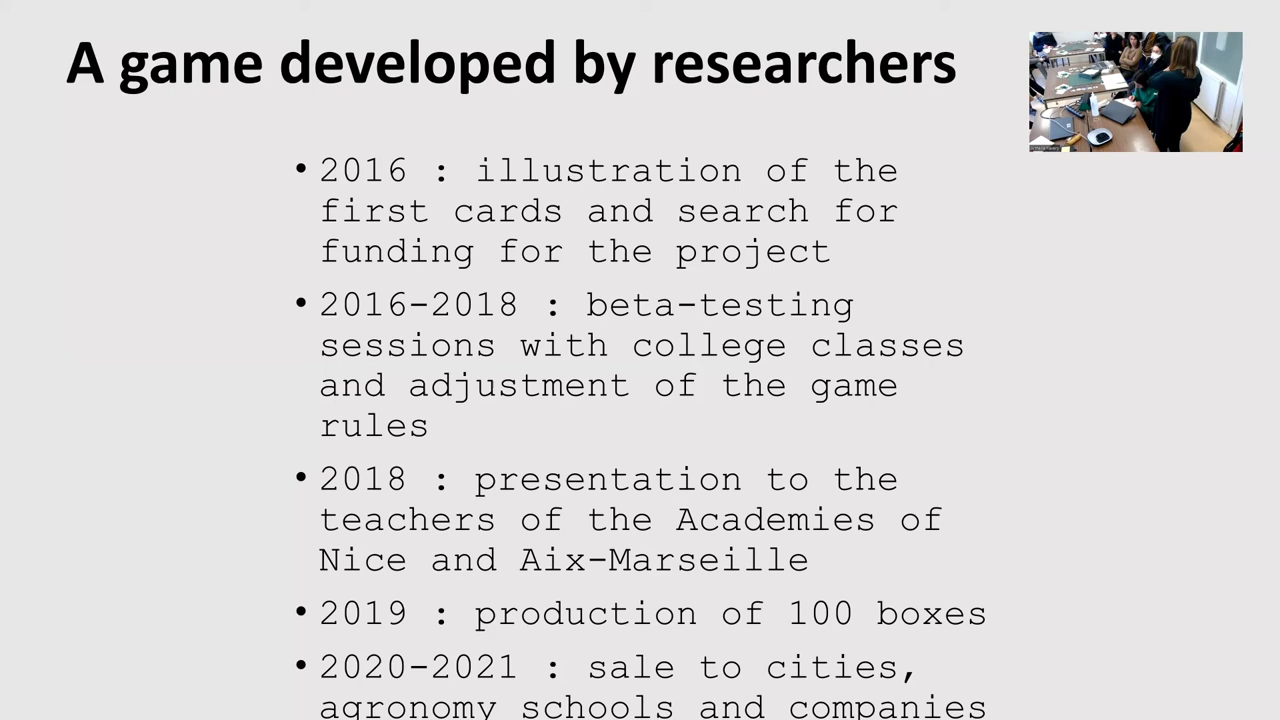 A game developed by researchers
• 2016 : illustration of the
first cards and search for
funding for the project
• 2016-2018 : beta-testing
sessions with college classes
and adjustment of the game
rules
• 2018 : presentation to the
teachers of the Academies of
Nice and Aix-Marseille
• 2019 : production of 100 boxes
• 2020-2021 : sale to cities,
agronomy schools and companies